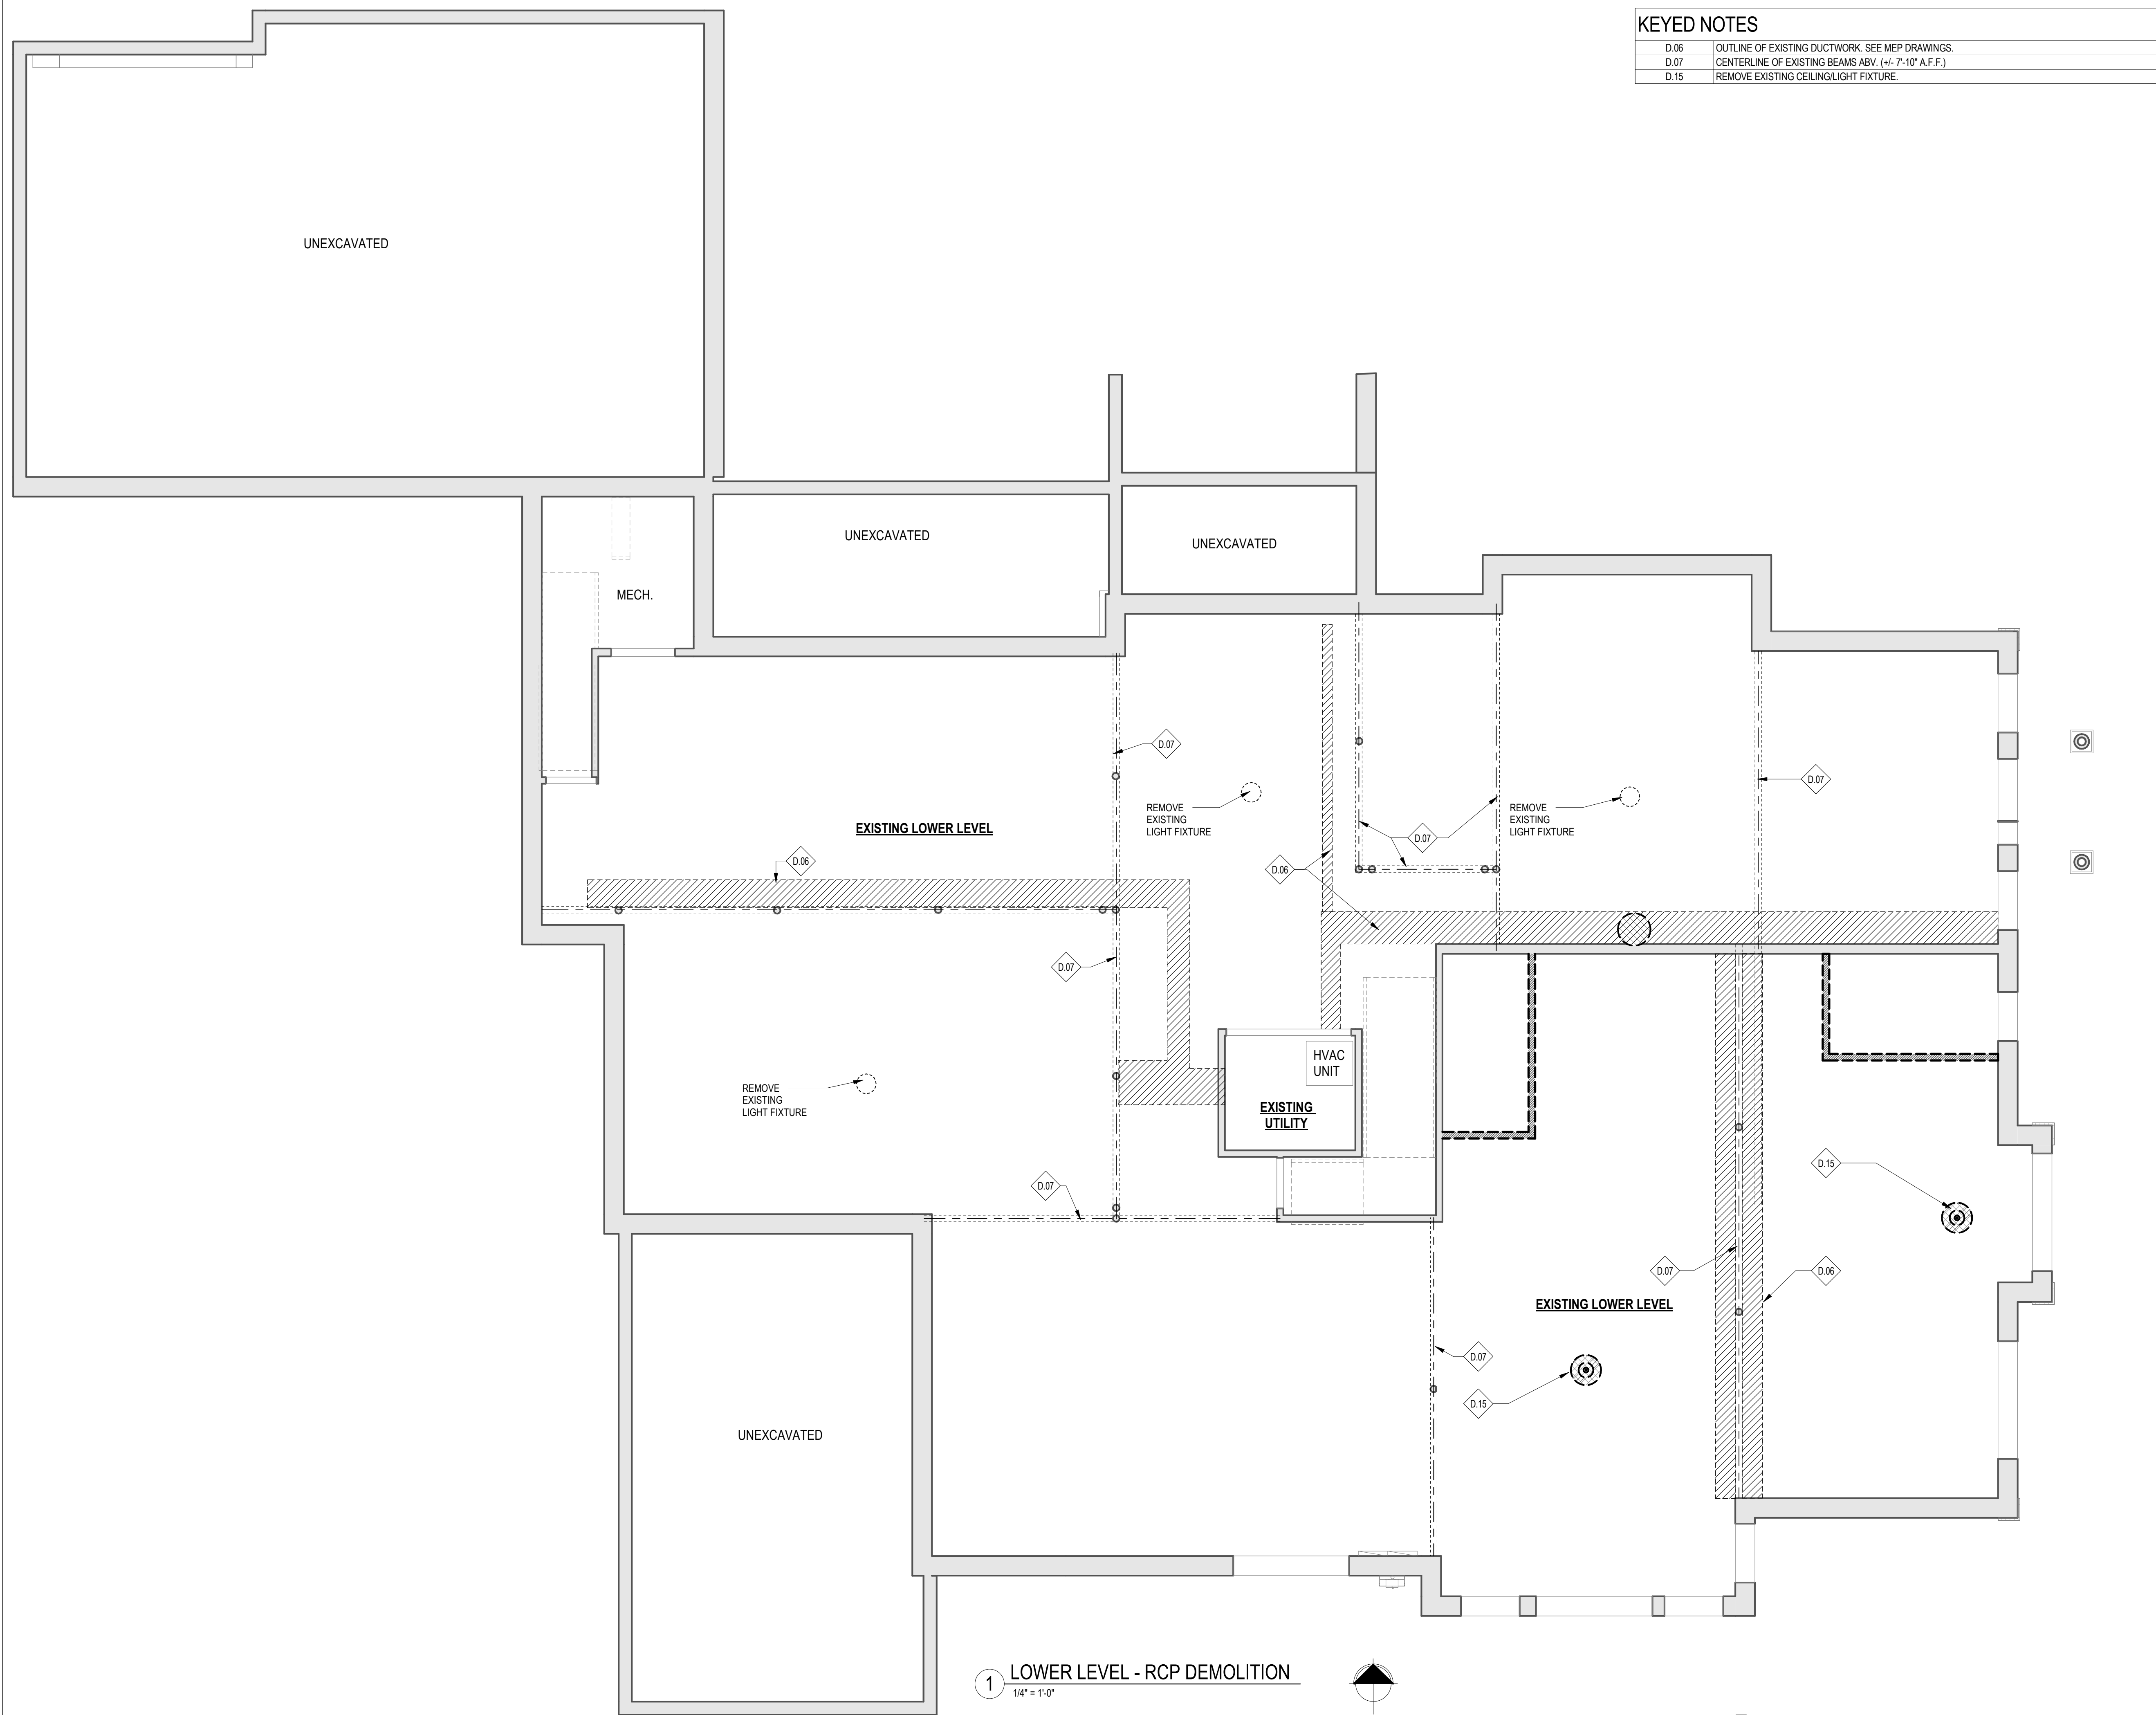 KEYED NOTES
D.06 OUTLINE OF EXISTING DUCTWORK. SEE MEP DRAWINGS.
D.07 CENTERLINE OF EXISTING BEAMS ABV. (+/- 7'-10" A.F.F.)
D.15 REMOVE EXISTING CEILING/LIGHT FIXTURE.
UNEXCAVATED
UNEXCAVATED
UNEXCAVATED
MECH.
D.07
D.07
REMOVE
EXISTING
LIGHT FIXTURE
REMOVE
EXISTING
LIGHT FIXTURE
EXISTING LOWER LEVEL
D.07
D.06
D.06
D.07
HVAC
UNIT
REMOVE
EXISTING
LIGHT FIXTURE
EXISTING
UTILITY
D.15
D.07
D.07
D.06
EXISTING LOWER LEVEL
D.07
D.15
UNEXCAVATED
1 LOWER LEVEL - RCP DEMOLITION
1/4" = 1'-0"